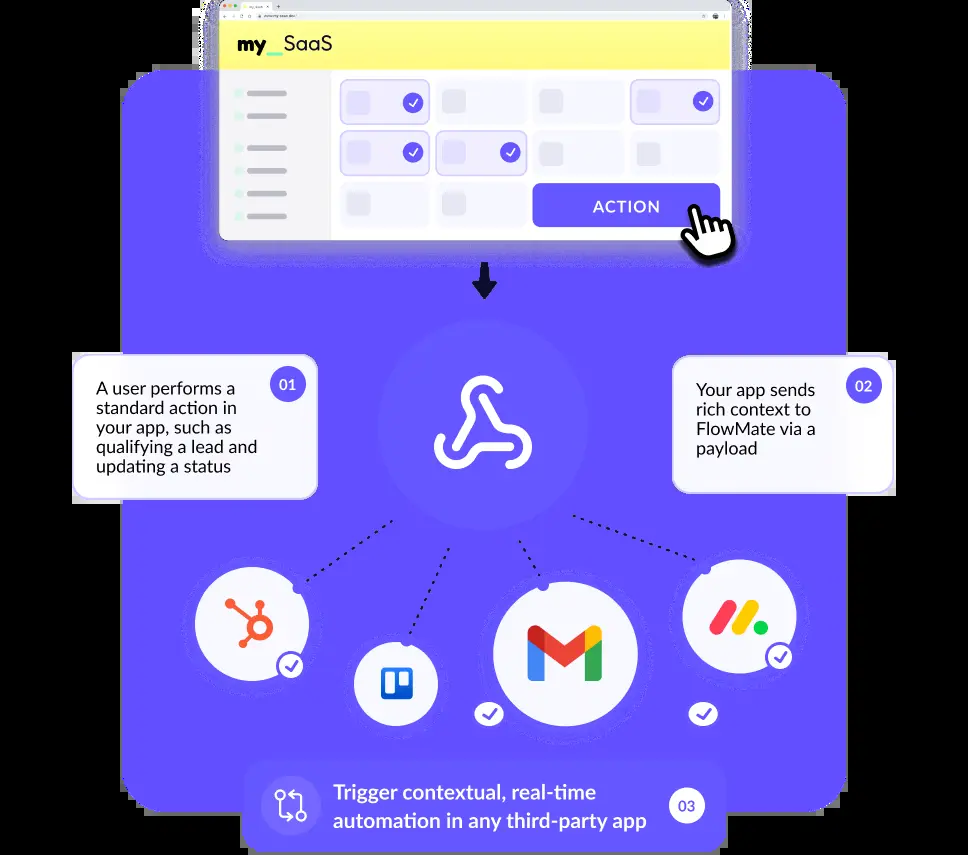 my_SaaS
ACTION
01
A user performs a
standard action in
your app, such as
qualifying a lead and
updating a status
02
Your app sends
rich context to
FlowMate via a
payload
Trigger contextual, real-time
automation in any third-party app
03